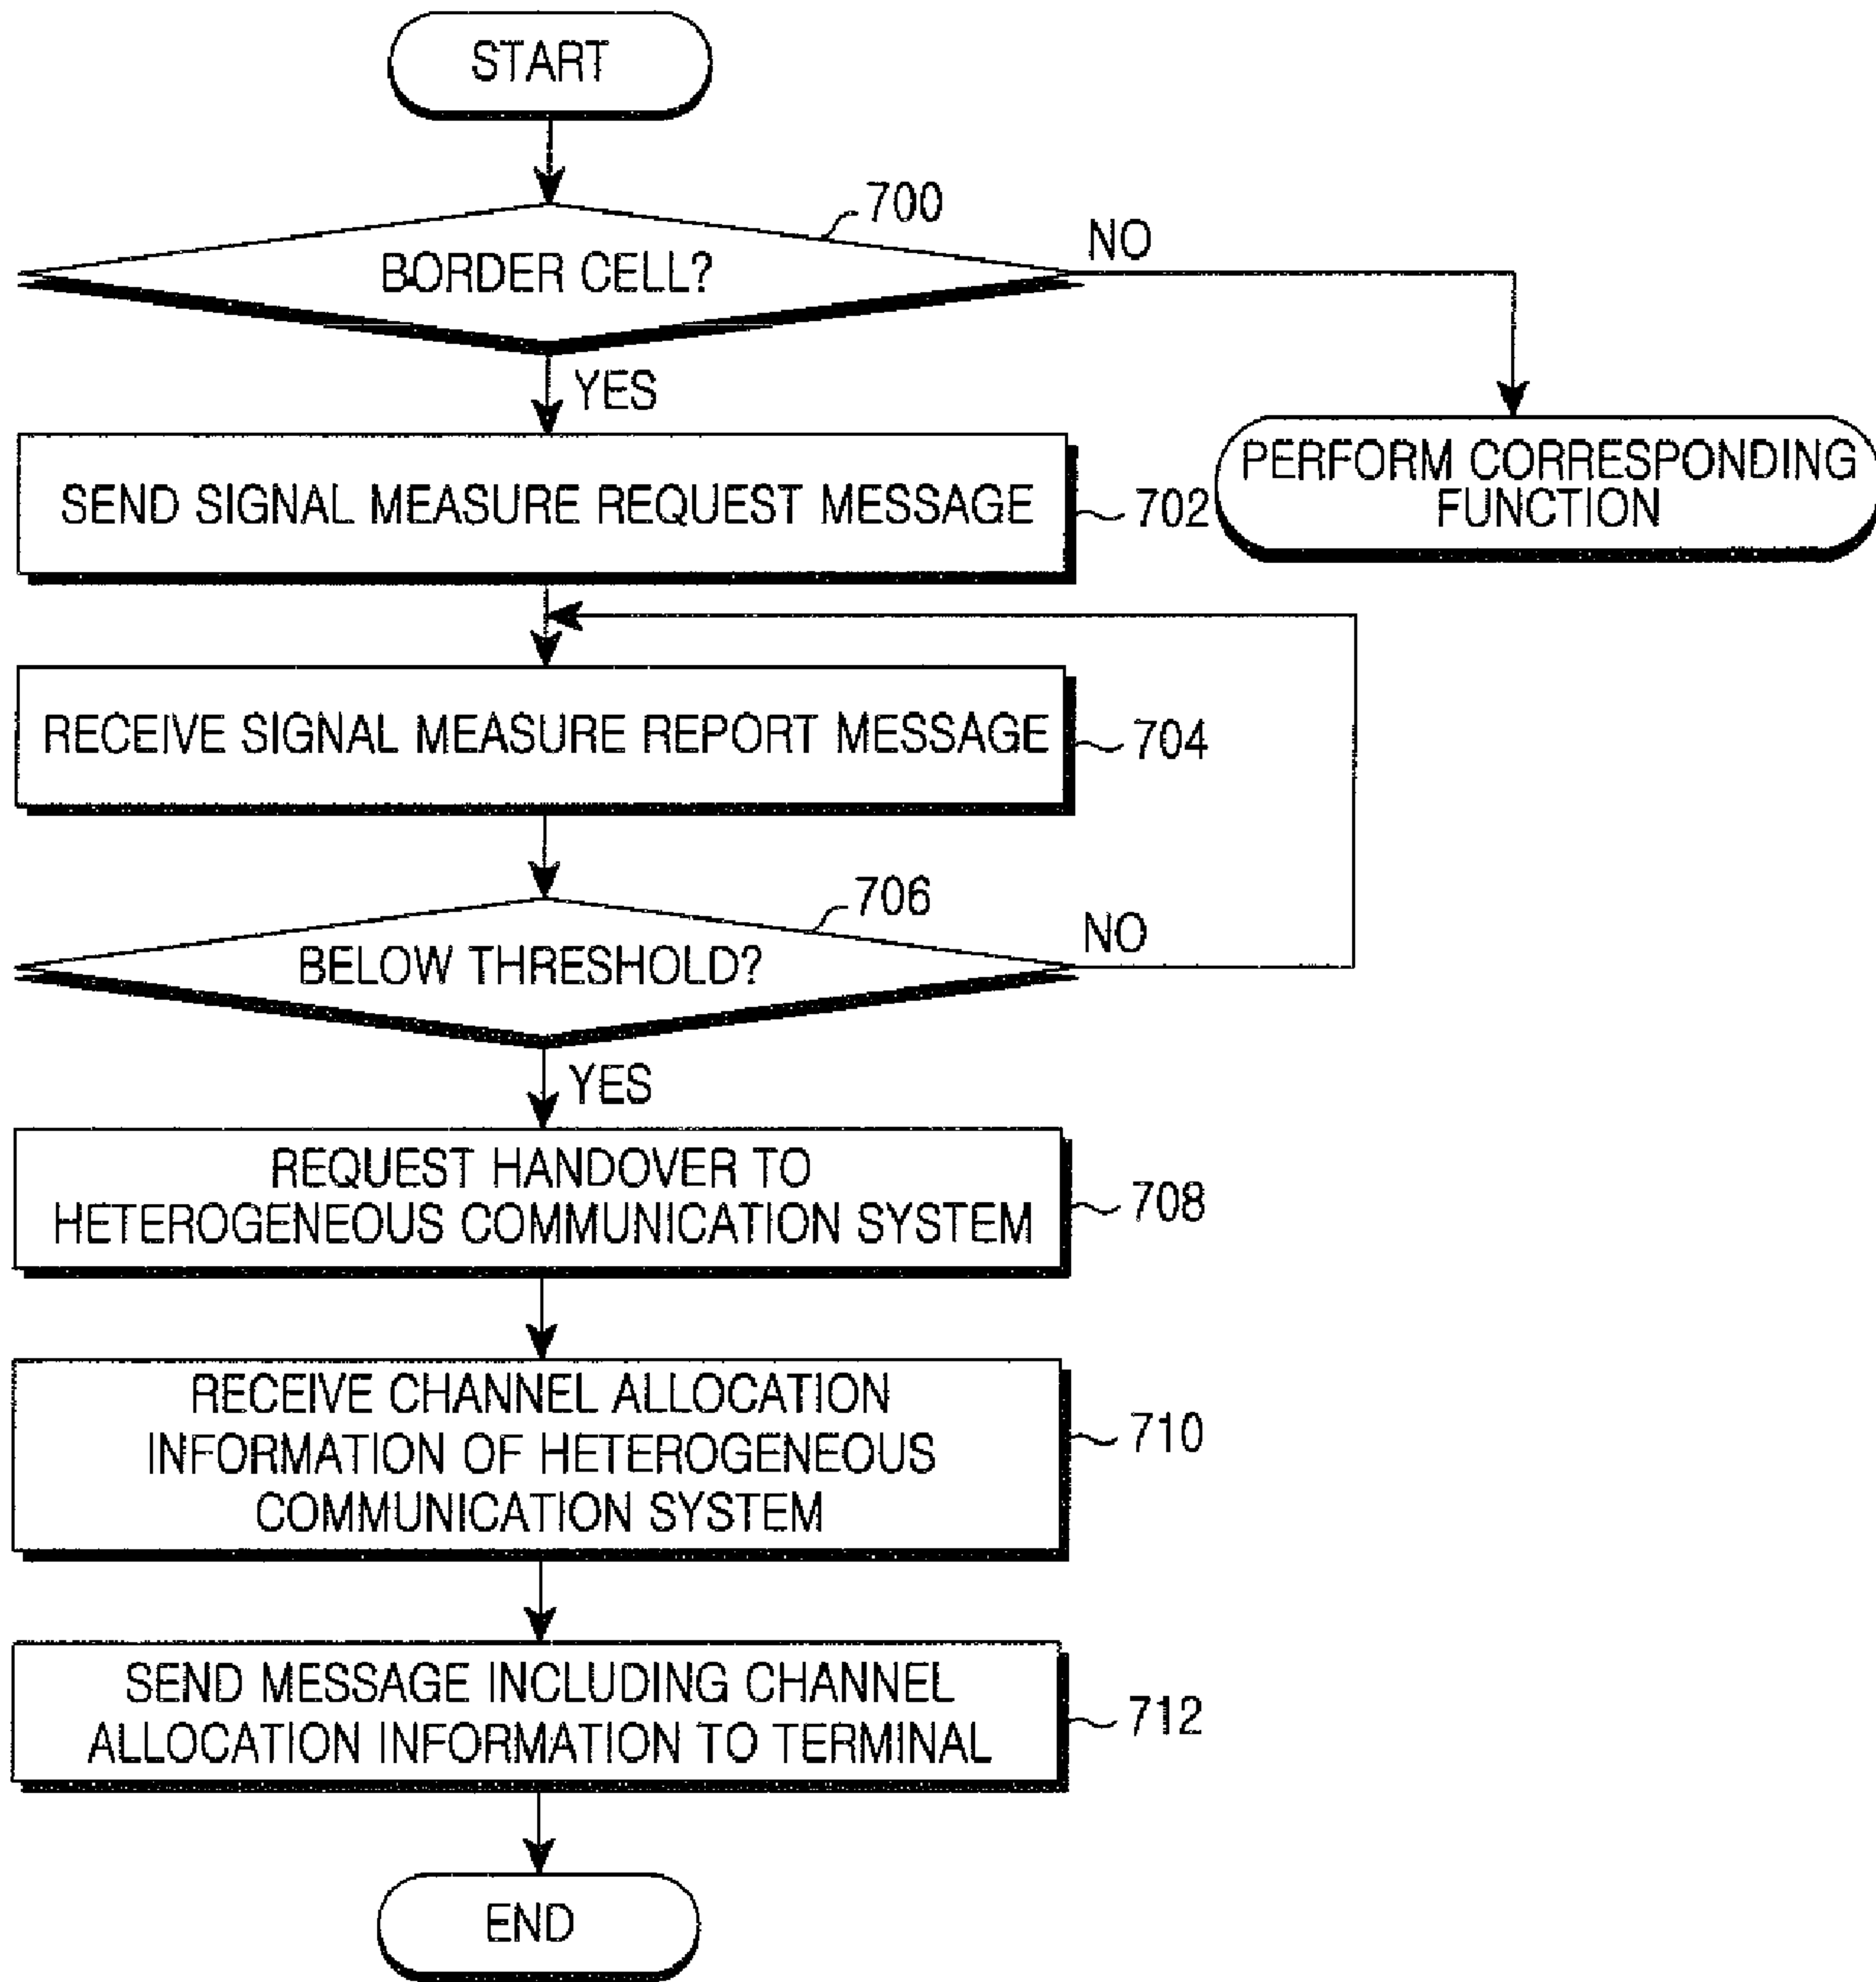 START
700
BORDER CELL?
NO
YES
PERFORM CORRESPONDING
FUNCTION
SEND SIGNAL MEASURE REQUEST MESSAGE
702
RECEIVE SIGNAL MEASURE REPORT MESSAGE
704
706
BELOW THRESHOLD?
NO
YES
REQUEST HANDOVER TO
HETEROGENEOUS COMMUNICATION SYSTEM
708
RECEIVE CHANNEL ALLOCATION
INFORMATION OF HETEROGENEOUS
COMMUNICATION SYSTEM
710
SEND MESSAGE INCLUDING CHANNEL
ALLOCATION INFORMATION TO TERMINAL
712
END